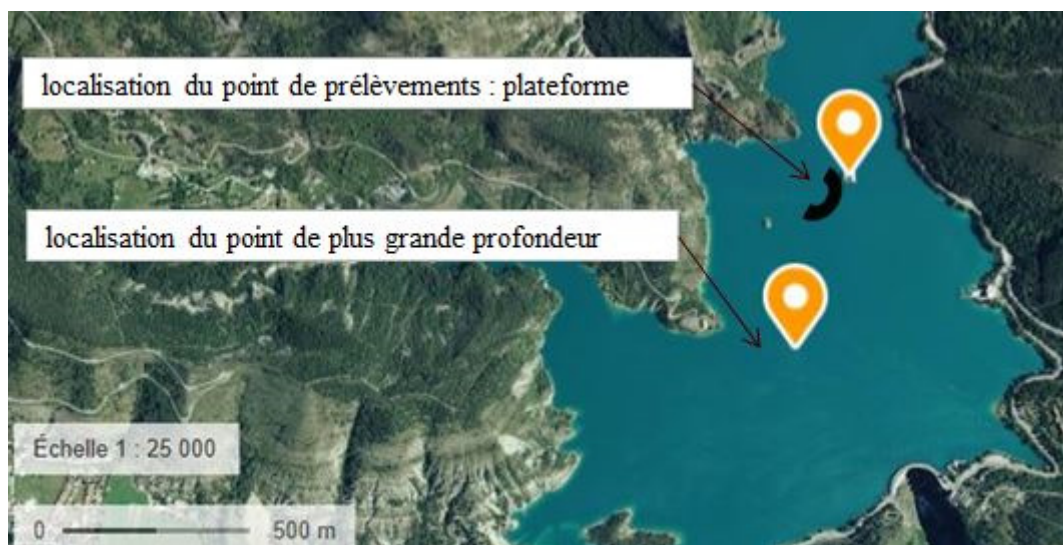 localisation du point de prélèvements : plateforme
localisation du point de plus grande profondeur
Échelle 1 : 25 000
0 500 m